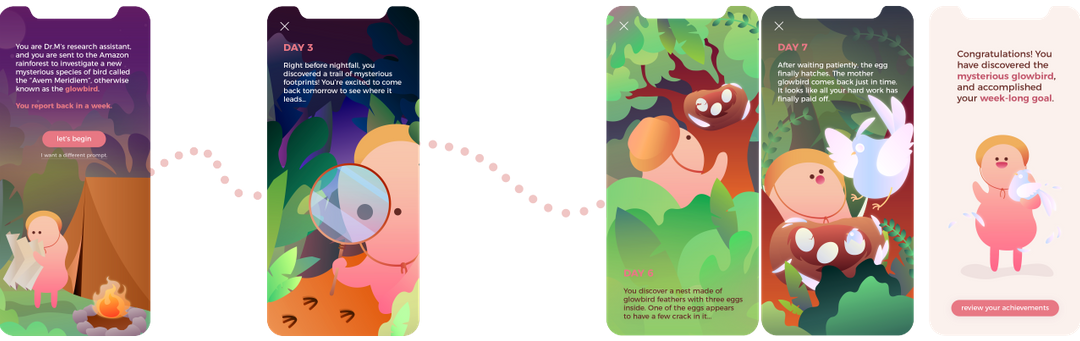 You are Dr.M's research assistant,
and you are sent to the Amazon
rainforest to investigate a new
mysterious species of bird called
the "Avem Meridiem", otherwise
known as the glowbird.
You report back in a week.
let's begin
I want a different prompt
DAY 3
Right before nightfall, you
discovered a trail of mysterious
footprints! You're excited to come
back tomorrow to see where it
leads...
DAY 6
You discover a nest made of
glowbird feathers with three eggs
inside. One of the eggs appears
to have a few crack in it...
DAY 7
After waiting patiently, the egg
finally hatches. The mother
glowbird comes back just in time.
It looks like all your hard work has
finally paid off.
Congratulations! You
have discovered the
mysterious glowbird,
and accomplished
your week-long goal.
review your achievements